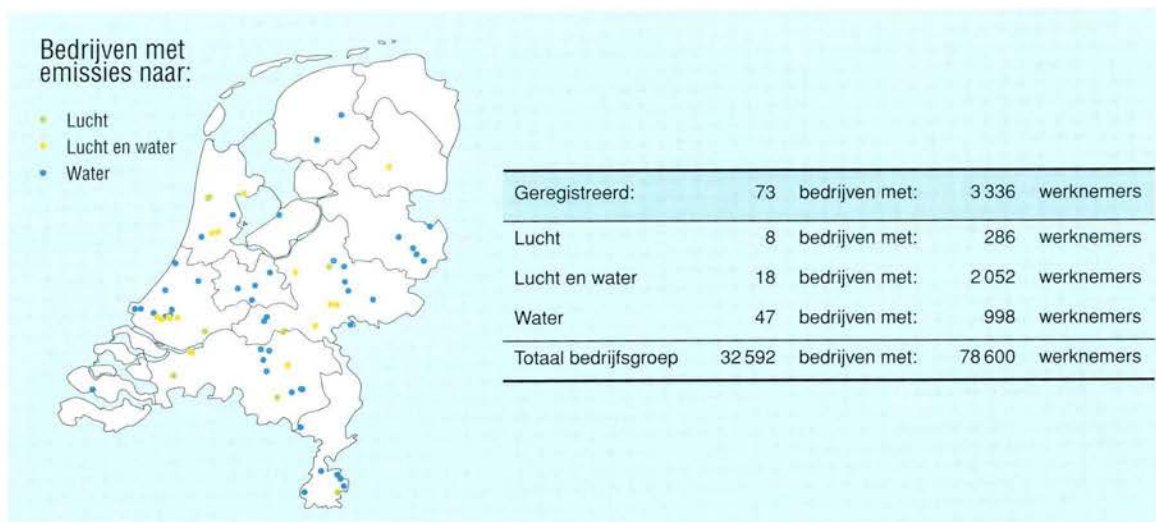 Bedrijven met
emissies naar:
Lucht
Lucht en water
Water
Geregistreerd: 73 bedrijven met: 3 336 werknemers
Lucht 8 bedrijven met: 286 werknemers
Lucht en water 18 bedrijven met: 2 052 werknemers
Water 47 bedrijven met: 998 werknemers
Totaal bedrijfsgroep 32 592 bedrijven met: 78 600 werknemers